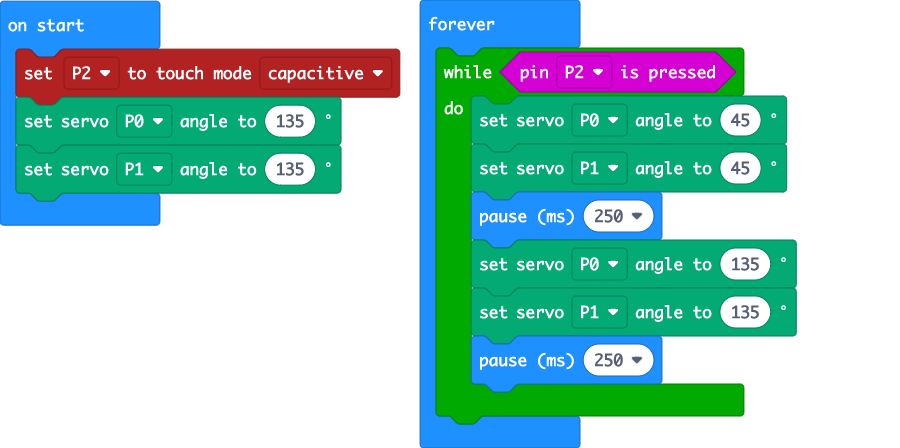 on start
set P2 to touch mode capacitive
set servo P0 angle to 135 °
set servo P1 angle to 135 °
forever
while pin P2 is pressed
do
set servo P0 angle to 45 °
set servo P1 angle to 45 °
pause (ms) 250
set servo P0 angle to 135 °
set servo P1 angle to 135 °
pause (ms) 250